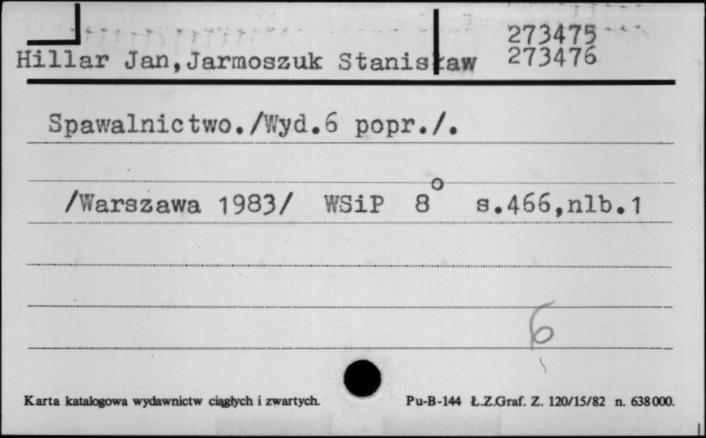 273475
Hillar Jan,Jarmoszuk Stanisław 273476
Spawalnictwo./Wyd.6 popr./.
/Warszawa 1983/ WSiP 8° s.466,nlb.1
6
Karta katalogowa wydawnictw ciągłych i zwartych. Pu-B-144 Ł.Z.Graf. Z. 120/15/82 n. 638000.